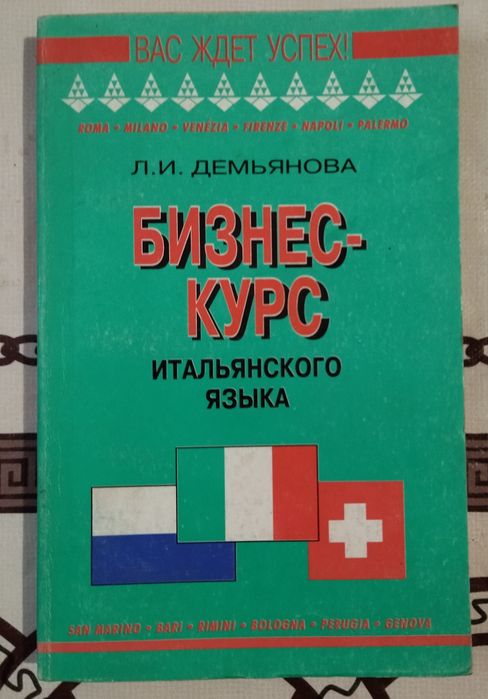 ВАС ЖДЕТ УСПЕХ!
ROMA • MILANO • VENÉZIA • FIRENZE • NAPOLI • PALERMO
Л.И. ДЕМЬЯНОВА
БИЗНЕС-
КУРС
ИТАЛЬЯНСКОГО
ЯЗЫКА
SAN MARINO • BARI • RIMINI • BOLOGNA • PERUGIA • GENOVA